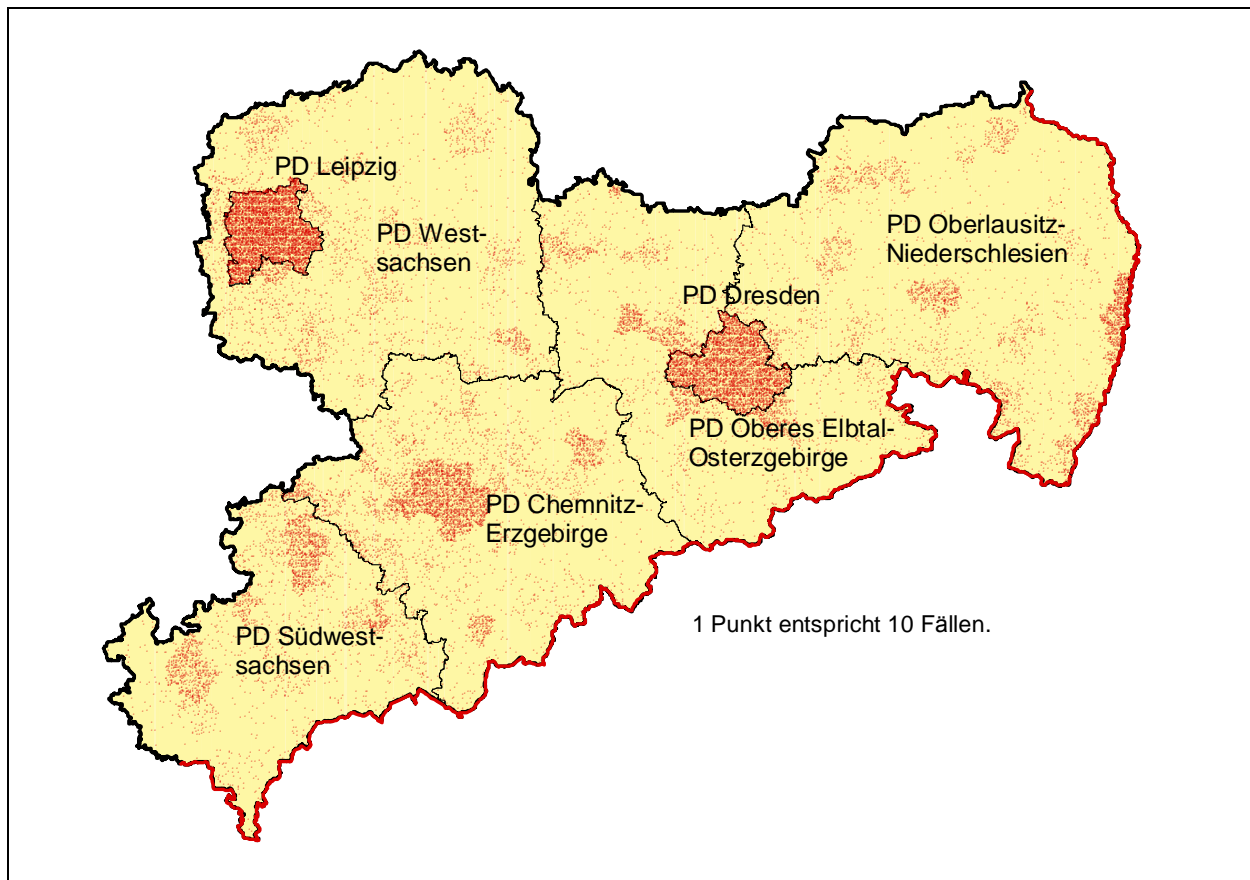 PD Leipzig
PD West-
sachsen
PD Oberlausitz-
Niederschlesien
PD Dresden
PD Oberes Elbtal-
Osterzgebirge
PD Chemnitz-
Erzgebirge
1 Punkt entspricht 10 Fällen.
PD Südwest-
sachsen